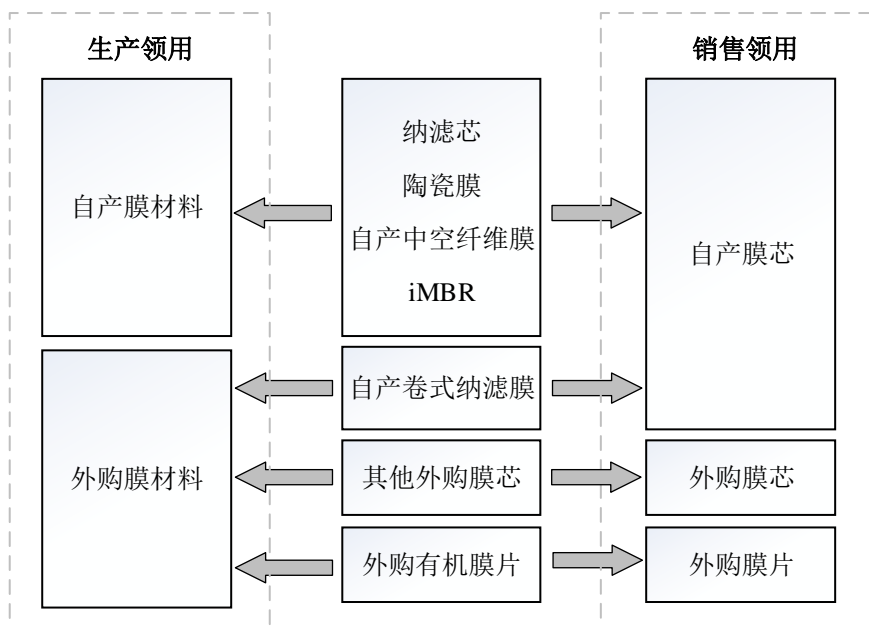 生产领用
销售领用
自产膜材料
纳滤芯
陶瓷膜
自产中空纤维膜
iMBR
自产膜芯
自产卷式纳滤膜
外购膜材料
其他外购膜芯
外购膜芯
外购有机膜片
外购膜片